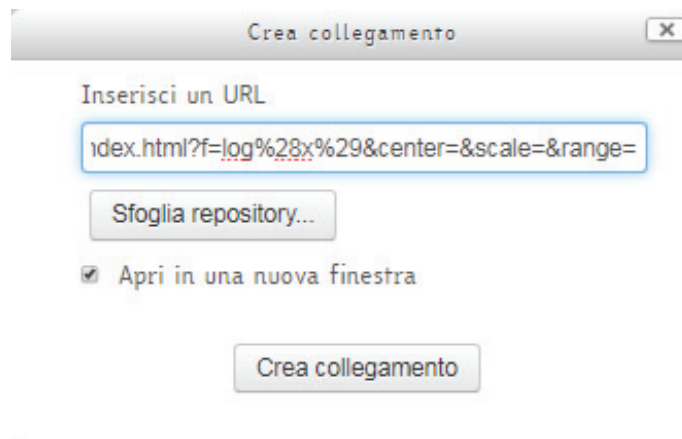 Crea collegamento
Inserisci un URL
ndex.html?f=log%28x%29&center=&scale=&range=
Sfoglia repository...
Apri in una nuova finestra
Crea collegamento